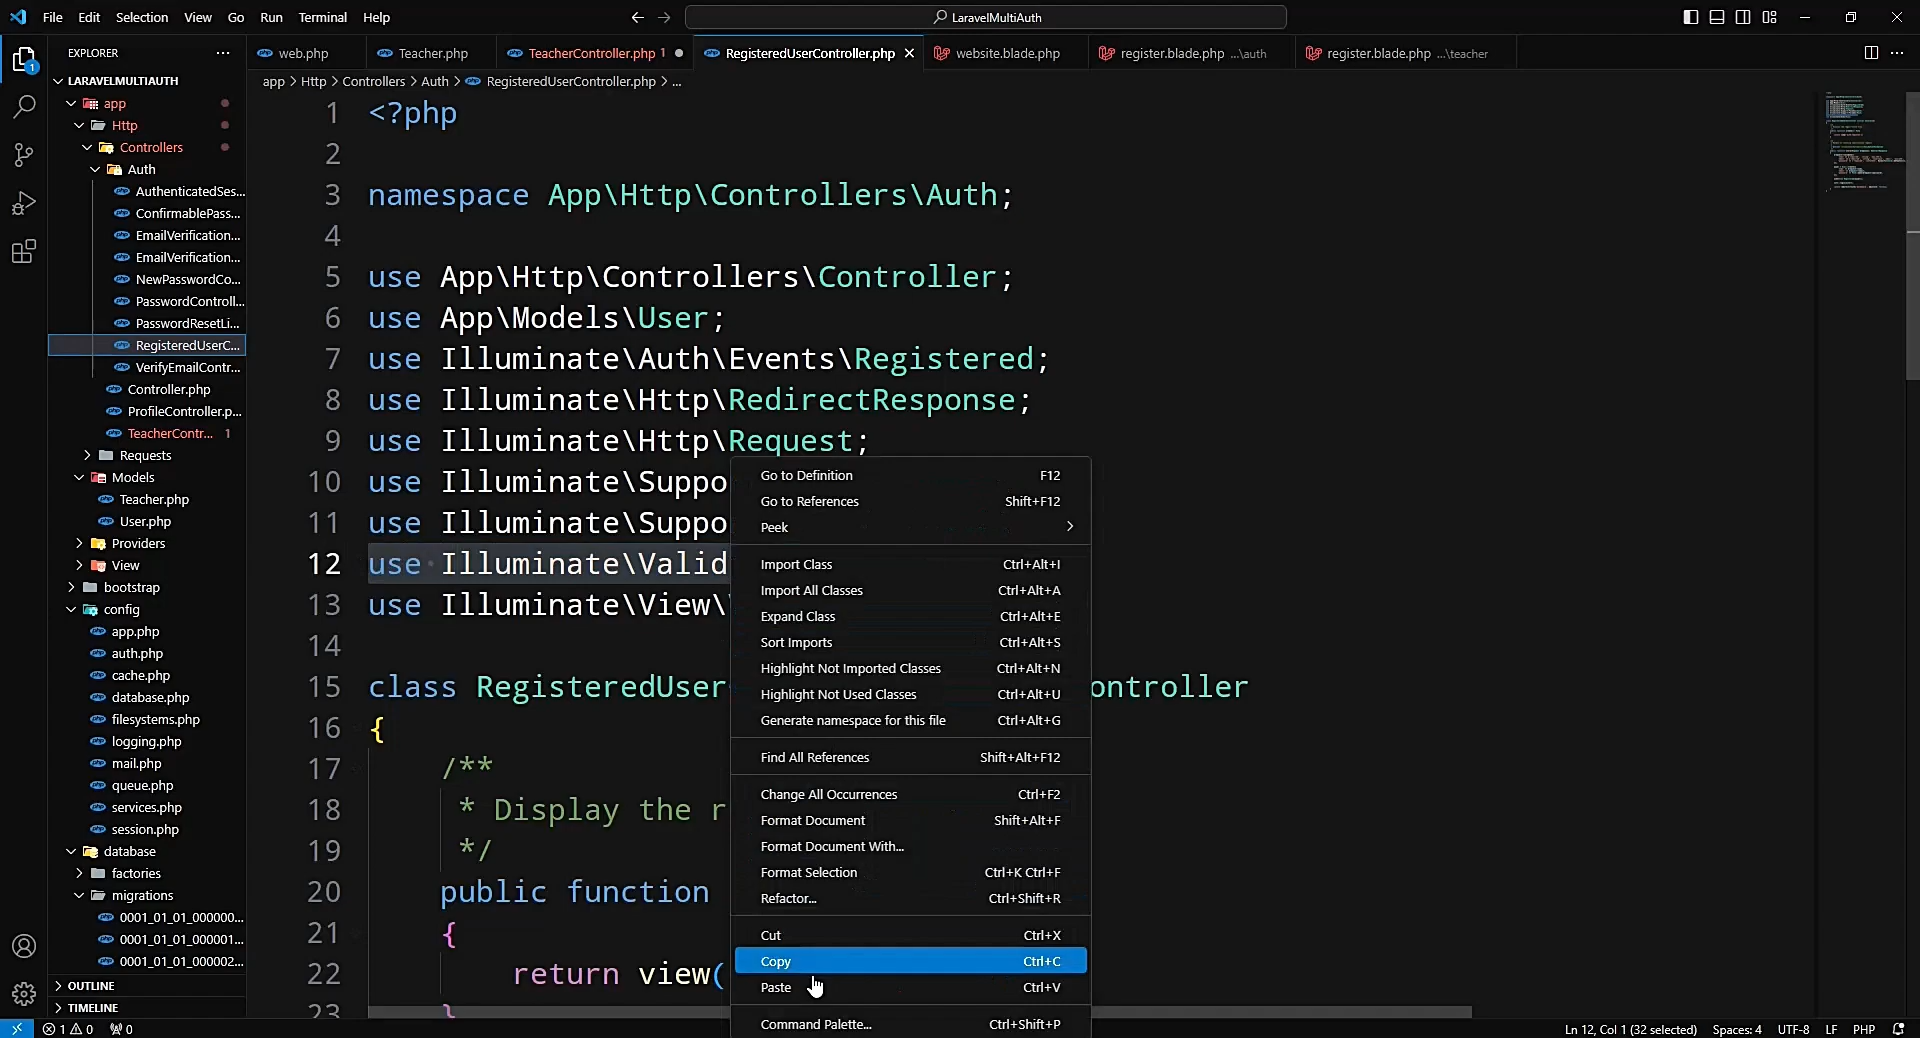 File Edit Selection View Go Run Terminal Help
LaravelMultiAuth
EXPLORER
web.php
Teacher.php
TeacherController.php 1
RegisteredUserController.php
website.blade.php
register.blade.php ...\auth
register.blade.php ...\teacher
app > Http > Controllers > Auth > RegisteredUserController.php > ...
1
LARAVELMULTIAUTH
app
Http
Controllers
Auth
AuthenticatedSes...
ConfirmablePass...
EmailVerification...
EmailVerification...
NewPasswordCo...
PasswordControll...
PasswordResetLi...
RegisteredUserC...
VerifyEmailContr...
Controller.php
ProfileController.p...
TeacherContr... 1
Requests
Models
Teacher.php
User.php
Providers
View
bootstrap
config
app.php
auth.php
cache.php
database.php
filesystems.php
logging.php
mail.php
queue.php
services.php
session.php
database
factories
migrations
0001_01_01_000000...
0001_01_01_000001...
0001_01_01_000002...
OUTLINE
TIMELINE
1 <?php
2
3 namespace App\Http\Controllers\Auth;
4
5 use App\Http\Controllers\Controller;
6 use App\Models\User;
7 use Illuminate\Auth\Events\Registered;
8 use Illuminate\Http\RedirectResponse;
9 use Illuminate\Http\Request;
10 use Illuminate\Suppo
11 use Illuminate\Suppo
12 use Illuminate\Valid
13 use Illuminate\View\
14
15 class RegisteredUser ontroller
16 {
17 /**
18 * Display the r
19 */
20 public function
21 {
22 return view(
23 }
Go to Definition F12
Go to References Shift+F12
Peek >
Import Class Ctrl+Alt+I
Import All Classes Ctrl+Alt+A
Expand Class Ctrl+Alt+E
Sort Imports Ctrl+Alt+S
Highlight Not Imported Classes Ctrl+Alt+N
Highlight Not Used Classes Ctrl+Alt+U
Generate namespace for this file Ctrl+Alt+G
Find All References Shift+Alt+F12
Change All Occurrences Ctrl+F2
Format Document Shift+Alt+F
Format Document With...
Format Selection Ctrl+K Ctrl+F
Refactor... Ctrl+Shift+R
Cut Ctrl+X
Copy Ctrl+C
Paste Ctrl+V
Command Palette... Ctrl+Shift+P
1 0 0
Ln 12, Col 1 (32 selected) Spaces: 4 UTF-8 LF PHP